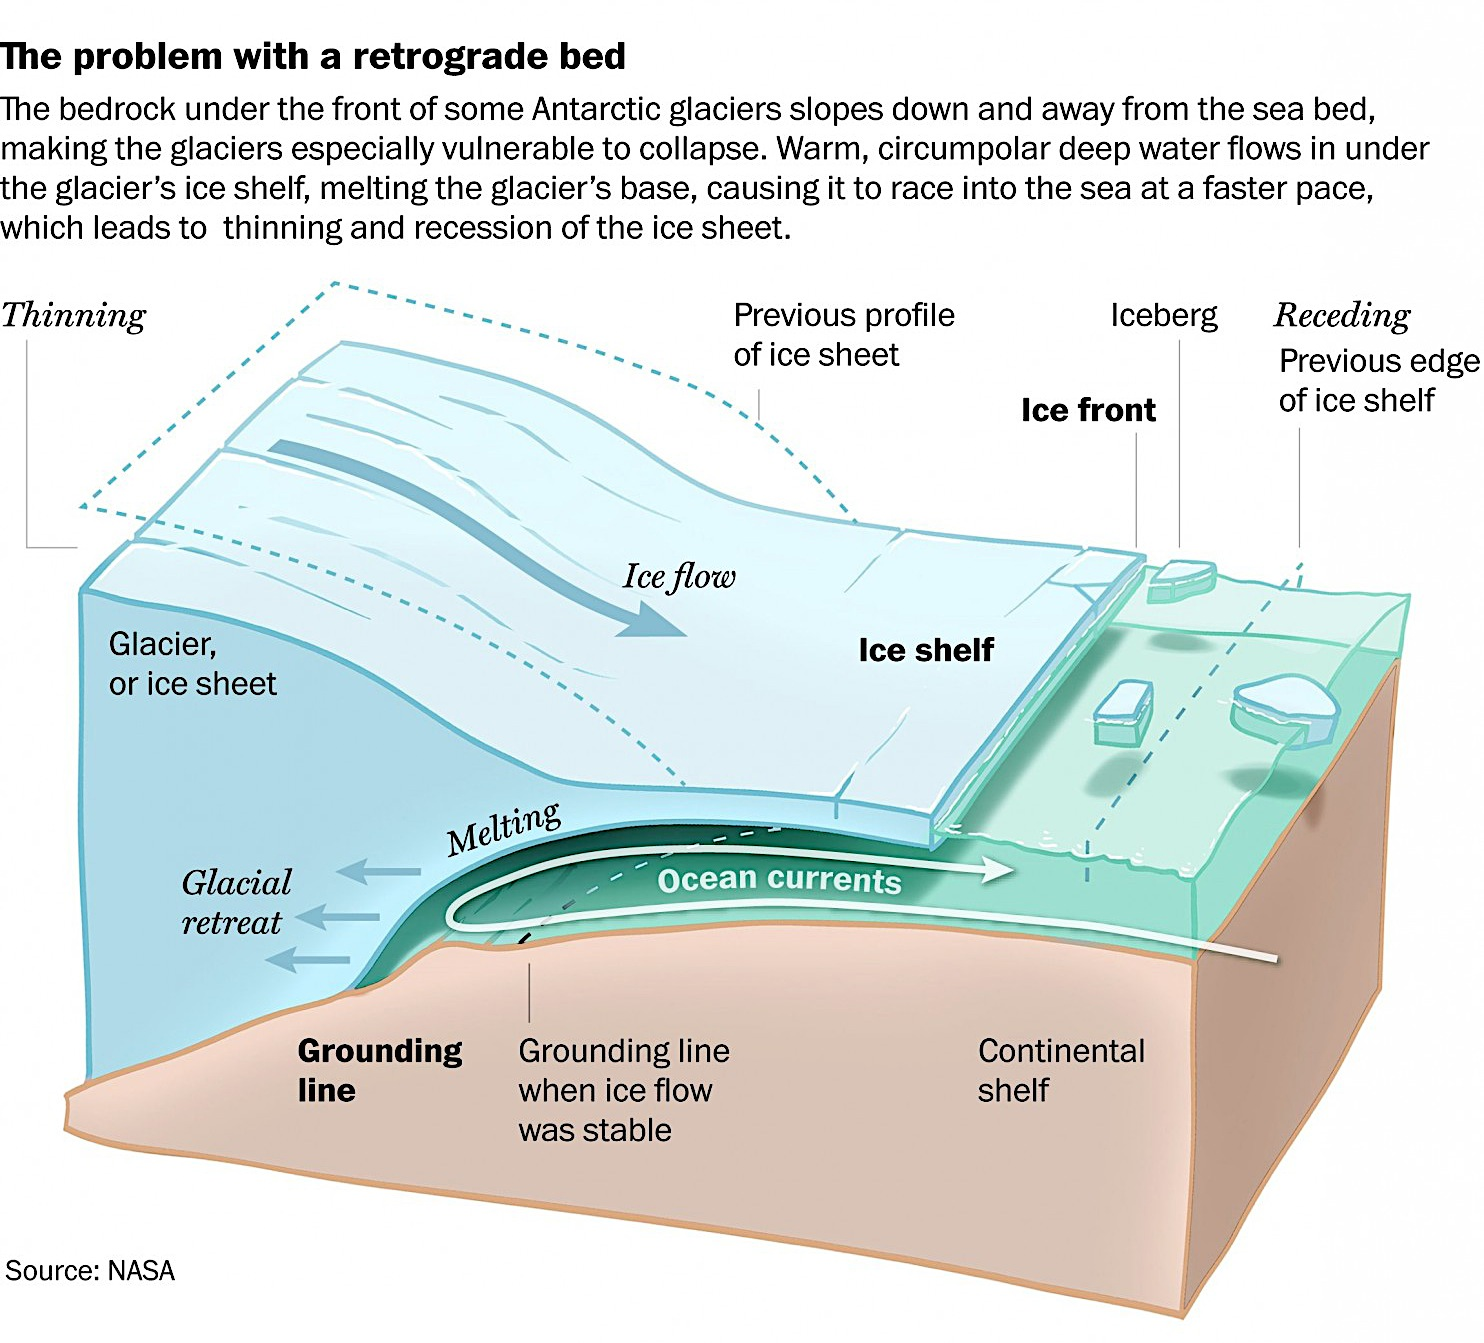 The problem with a retrograde bed
The bedrock under the front of some Antarctic glaciers slopes down and away from the sea bed,
making the glaciers especially vulnerable to collapse. Warm, circumpolar deep water flows in under
the glacier’s ice shelf, melting the glacier’s base, causing it to race into the sea at a faster pace,
which leads to thinning and recession of the ice sheet.
Thinning
Previous profile
of ice sheet
Iceberg
Receding
Previous edge
of ice shelf
Ice front
Ice flow
Glacier,
or ice sheet
Ice shelf
Melting
Glacial
retreat
Ocean currents
Grounding
line
Grounding line
when ice flow
was stable
Continental
shelf
Source: NASA